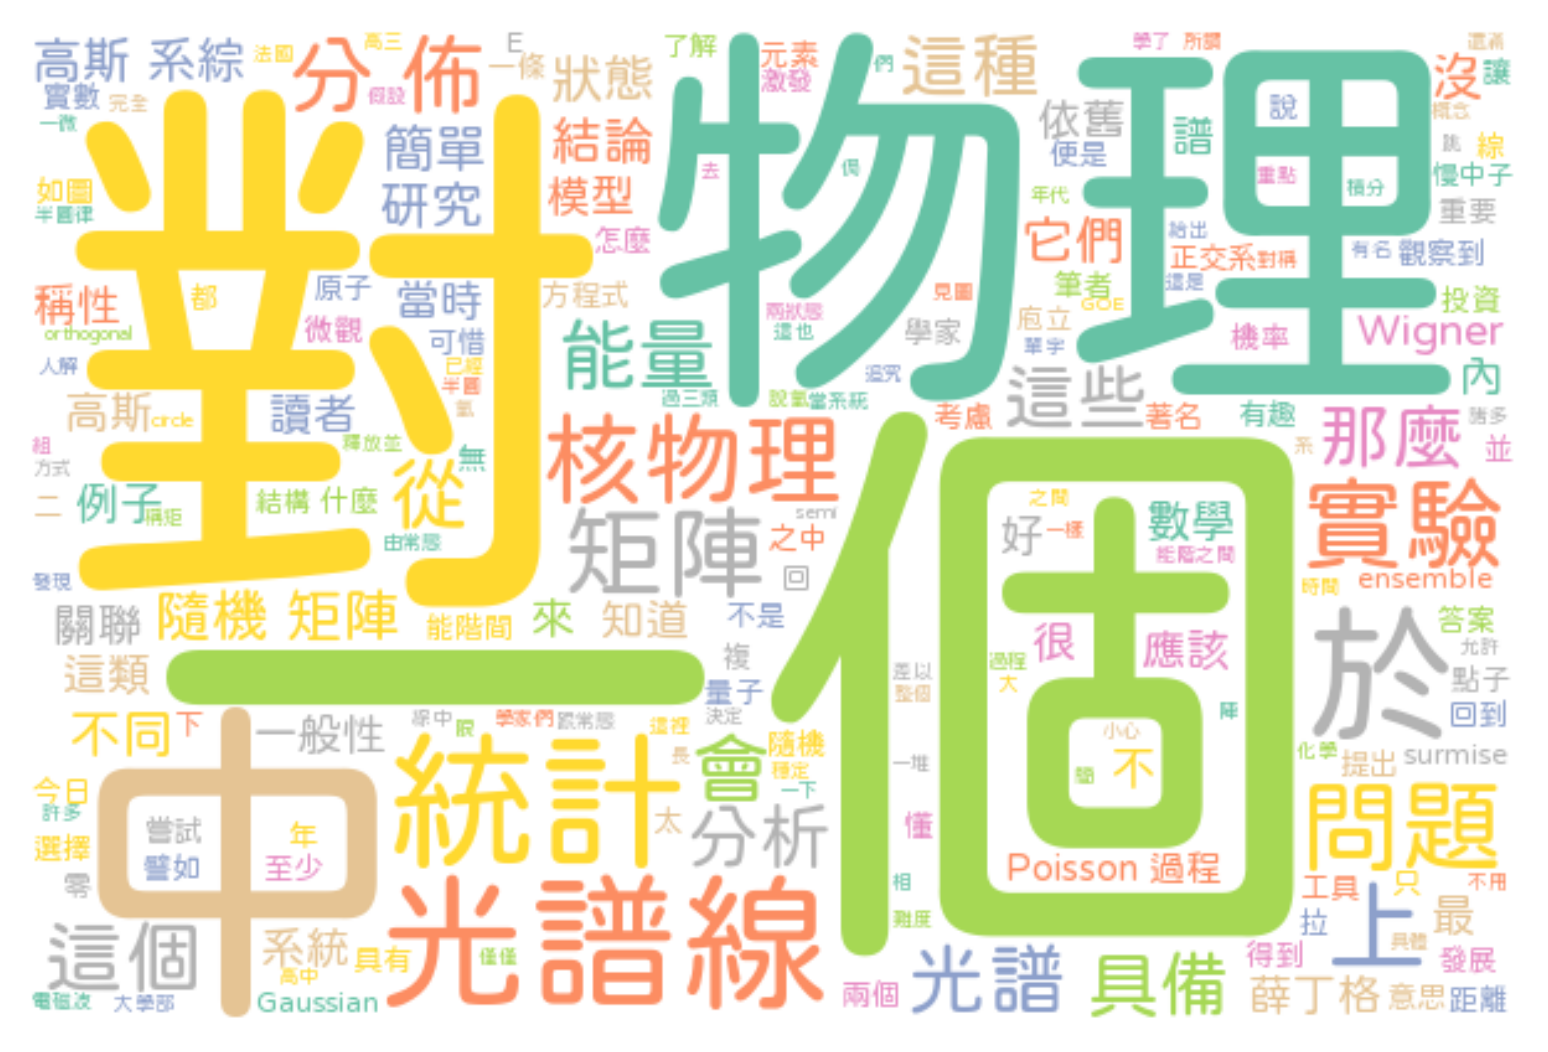 高斯 系綜
法國
分佈
高三
假設
E
一條
狀態
了解
元素
激發
們
這種
學了
所謂
還滿
沒
讓
概念
實數
完全
一微
簡單
研究
結論
模型
物理
依舊
便是
譜
說
重點
積分
跳
線
慢中子
重要
如圖
半圓律
對
怎麼
去
年代
它們
給出
正交系
對稱
有名
觀察到
稱性
orthogonal
都
原子
微觀
當時
可惜
方程式
兩狀態
這也
見圖
學家
筆者
GOE
這是
庖立
單宇
機率
投資
Wigner
人解
已經
半圓
氫
能量
過三類
說氫
當系統
這些
考慮
著名
有趣
內
那麼
諸多
並
高斯
circle
讀者
釋放並
無
核物理
系
組
方式
二
例子
稱矩
結構
什麼
從
由常態
矩陣
semi
之中
回
之間
好
一樣
數學
能階之間
實驗
ensemble
時間
發現
關聯
隨機 矩陣
能階間
來
知道
不是
個
很
應該
過程
大
於
答案
允許
點子
回到
這類
一
複
量子
差以
整個
陣
不同
下
一般性
眼
學家們
跟常態
這裡
決定
小心
不
化學
提出
surmise
今日
許多
選擇
零
中
嘗試
譬如
年
至少
統計
長
會
隨機
穩定
一下
太
分析
一堆
懂
Poisson 過程
問題
相
難度
工具
只
不用
拉
上
具體
最
這個
系統
高中
具有
僅僅
光譜線
兩個
光譜
具備
得到
發展
電磁波
大學部
Gaussian
薛丁格
意思
距離